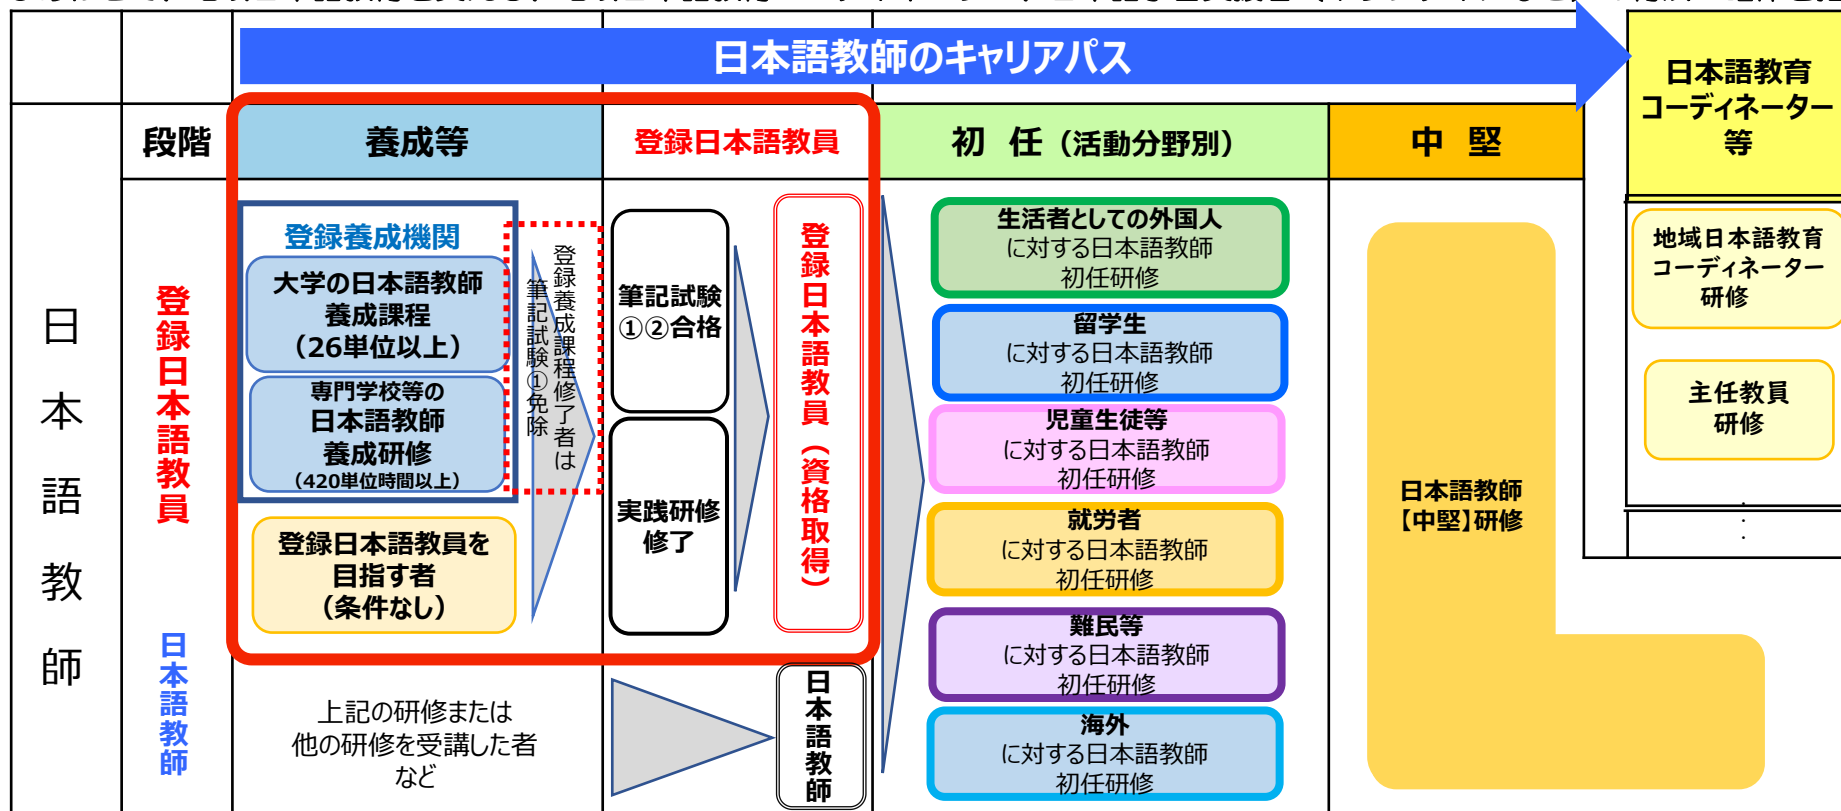 日本語教師のキャリアパス
日本語教育
コーディネーター
等
段階
養成等
登録日本語教員
初 任（活動分野別）
中 堅
日本語教師
登録日本語教員
日本語教師
登録養成機関
大学の日本語教師
養成課程
（26単位以上）
専門学校等の
日本語教師
養成研修
（420単位時間以上）
登録養成課程修了者は
筆記試験①免除
登録日本語教員を
目指す者
（条件なし）
上記の研修または
他の研修を受講した者
など
筆記試験
①②合格
実践研修
修了
登録日本語教員（資格取得）
日本語教師
生活者としての外国人
に対する日本語教師
初任研修
留学生
に対する日本語教師
初任研修
児童生徒等
に対する日本語教師
初任研修
就労者
に対する日本語教師
初任研修
難民等
に対する日本語教師
初任研修
海外
に対する日本語教師
初任研修
日本語教師
【中堅】研修
地域日本語教育
コーディネーター
研修
主任教員
研修